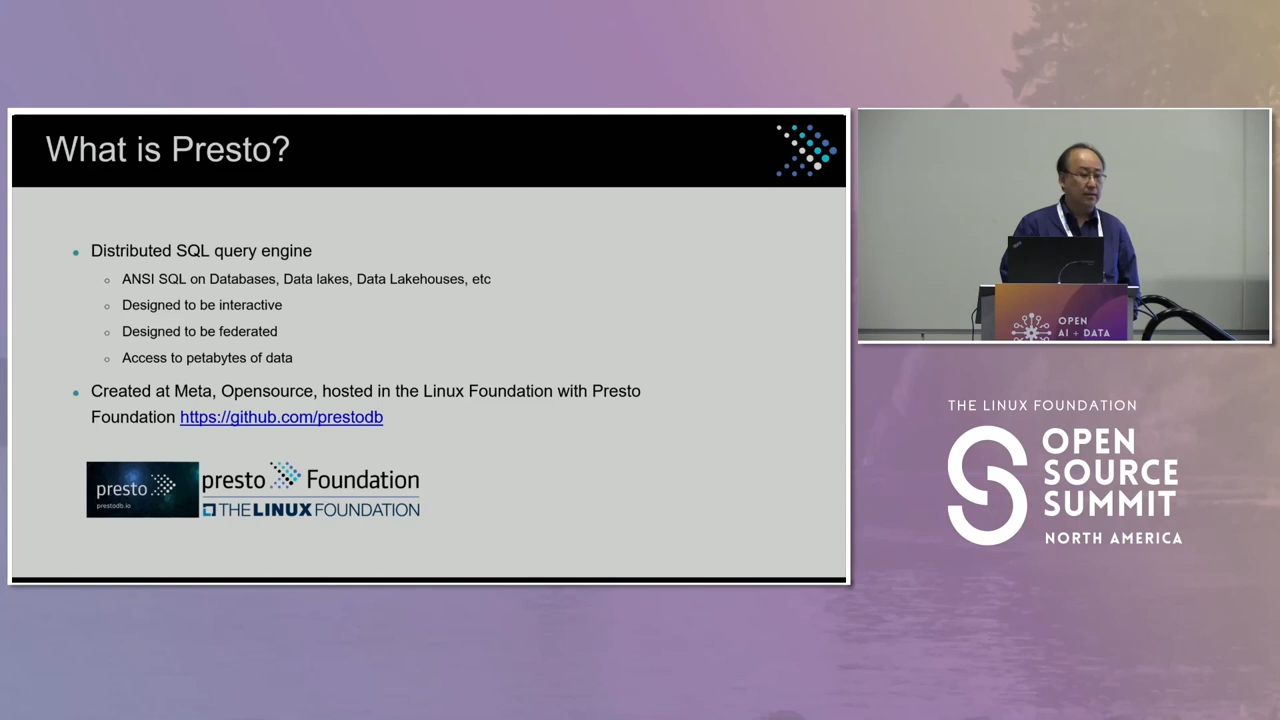 What is Presto?
Distributed SQL query engine
ANSI SQL on Databases, Data lakes, Data Lakehouses, etc
Designed to be interactive
Designed to be federated
Access to petabytes of data
Created at Meta, Opensource, hosted in the Linux Foundation with Presto
Foundation https://github.com/prestodb
presto
prestodb.io
presto Foundation
THE LINUX FOUNDATION
OPEN
AI + DATA
THE LINUX FOUNDATION
OPEN
SOURCE
SUMMIT
NORTH AMERICA